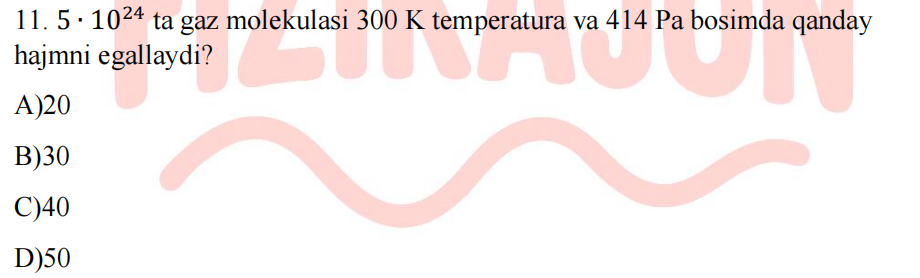 11. 5 · 10²⁴ ta gaz molekulasi 300 K temperatura va 414 Pa bosimda qanday
hajmni egallaydi?
A)20
B)30
C)40
D)50
FIZIKAJON